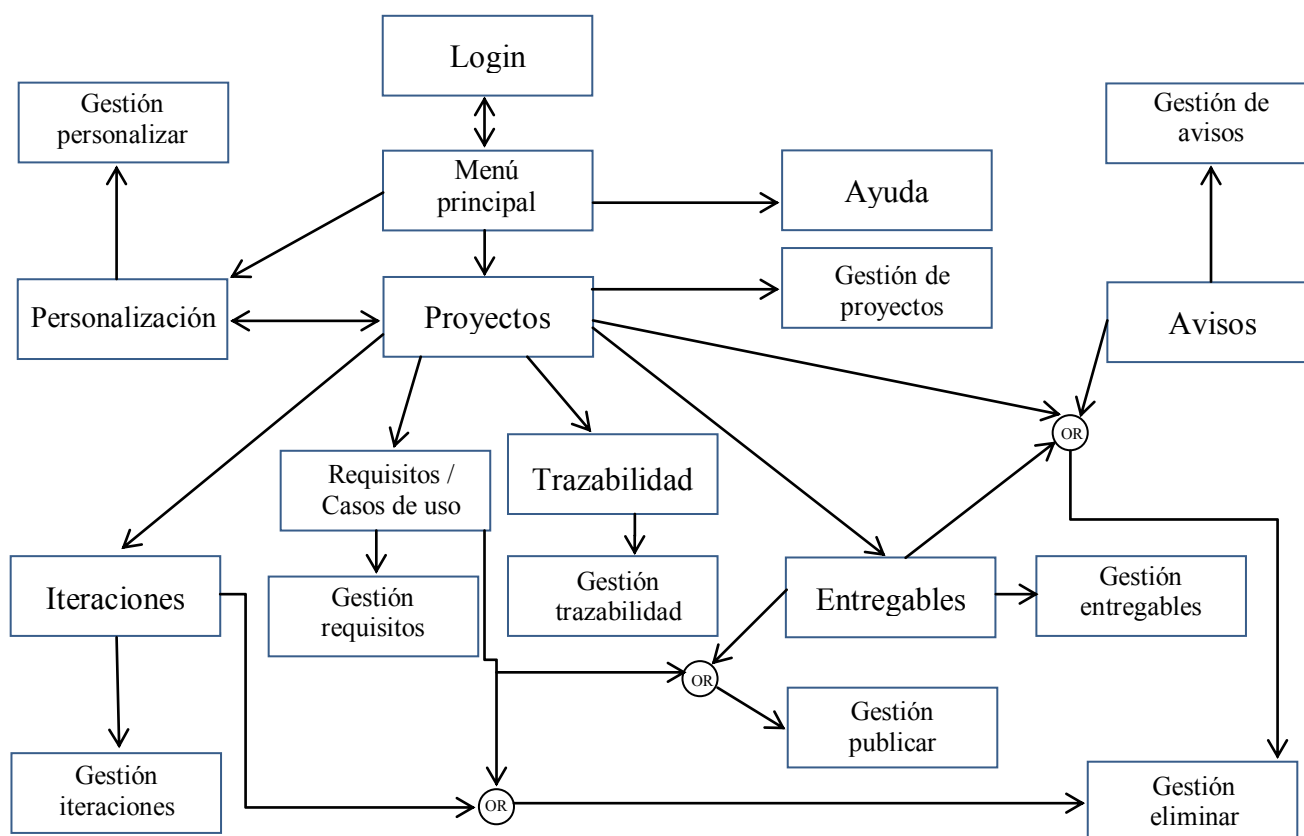 Login
Gestión
personalizar
Gestión de
avisos
Menú
principal
Ayuda
Gestión de
proyectos
Personalización
Proyectos
Avisos
OR
Requisitos /
Casos de uso
Trazabilidad
Iteraciones
Gestión
requisitos
Gestión
trazabilidad
Entregables
Gestión
entregables
OR
Gestión
publicar
Gestión
iteraciones
OR
Gestión
eliminar